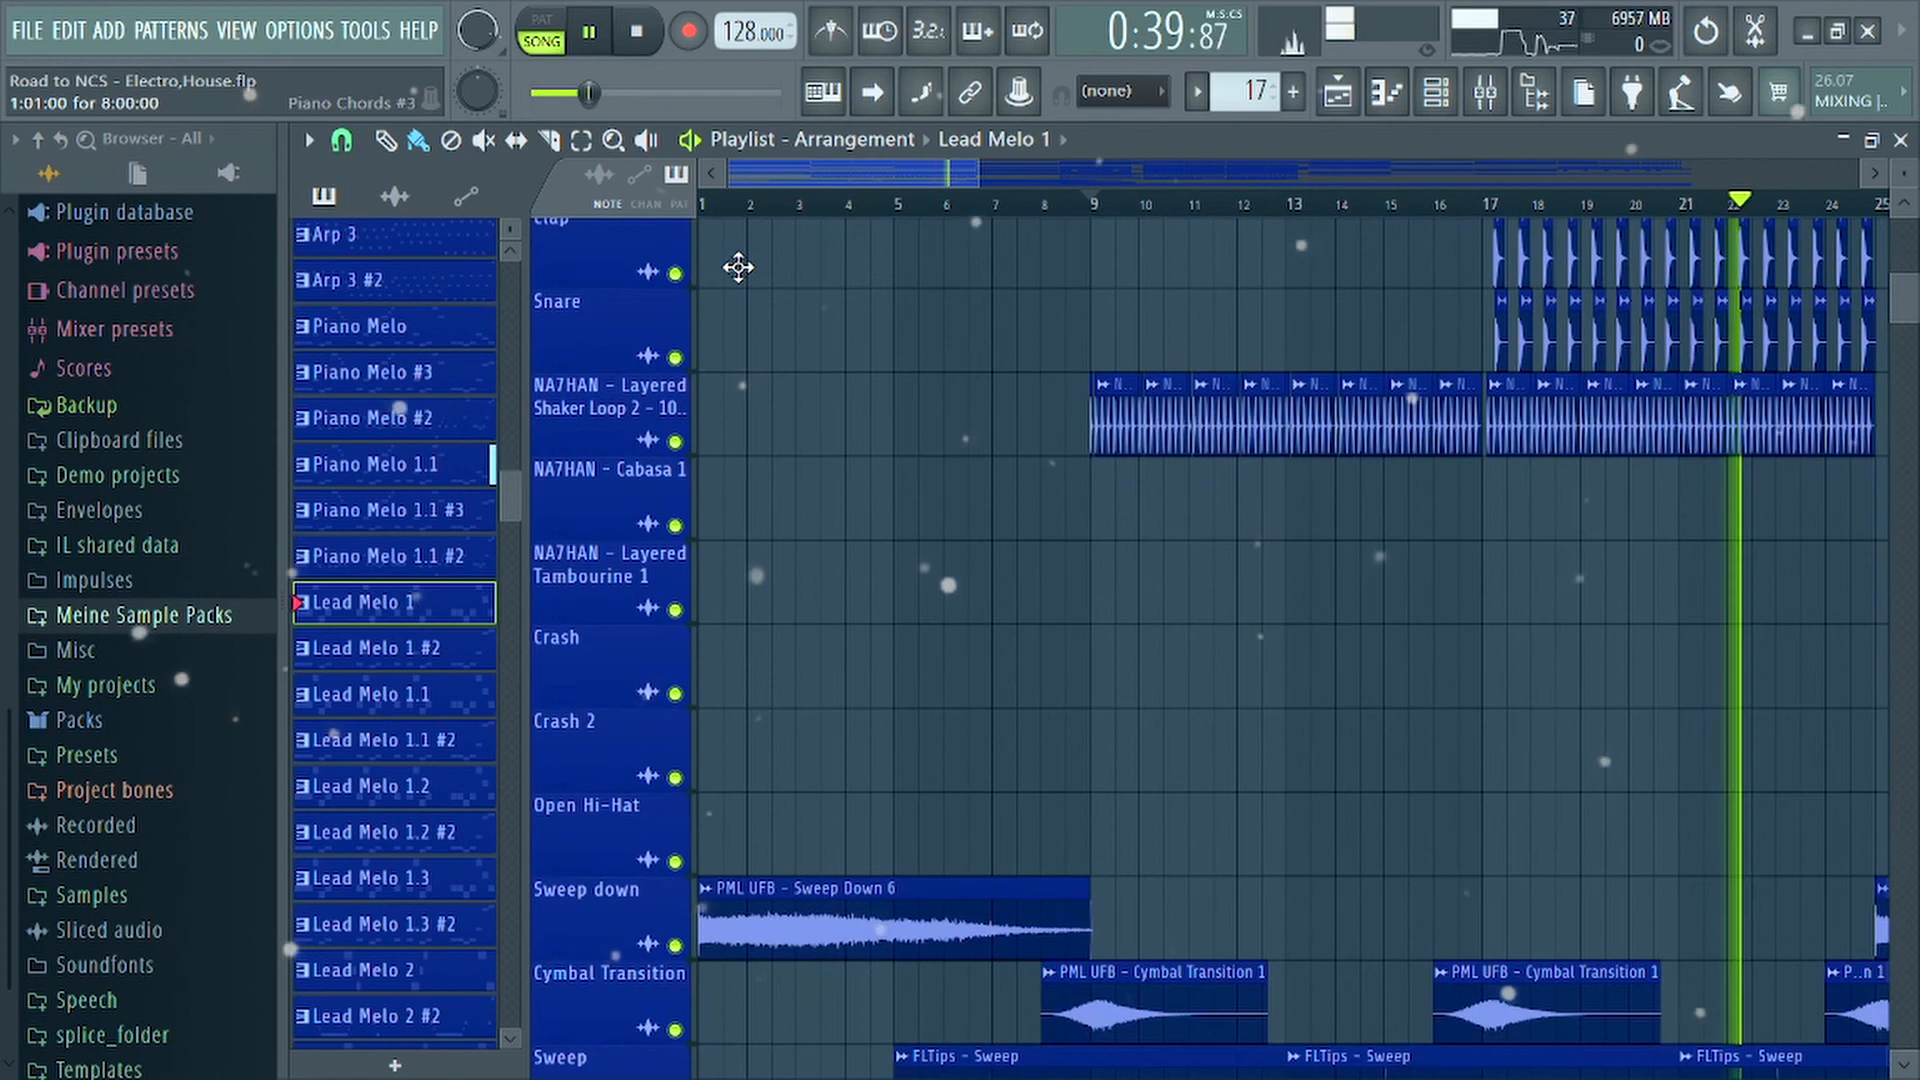 FILE EDIT ADD PATTERNS VIEW OPTIONS TOOLS HELP
PAT
SONG
128.000
3.2.
0:39:87
M:S:CS
37
6957 MB
0
Road to NCS - Electro,House.flp
1:01:00 for 8:00:00
Piano Chords #3
(none)
17
26.07
MIXING |..
Browser - All
Playlist - Arrangement
Lead Melo 1
NOTE CHAN PAT
1 2 3 4 5 6 7 8 9 10 11 12 13 14 15 16 17 18 19 20 21 22 23 24 25
Plugin database
Plugin presets
Channel presets
Mixer presets
Scores
Backup
Clipboard files
Demo projects
Envelopes
IL shared data
Impulses
Meine Sample Packs
Misc
My projects
Packs
Presets
Project bones
Recorded
Rendered
Samples
Sliced audio
Soundfonts
Speech
splice_folder
Templates
Arp 3
Arp 3 #2
Piano Melo
Piano Melo #3
Piano Melo #2
Piano Melo 1.1
Piano Melo 1.1 #3
Piano Melo 1.1 #2
Lead Melo 1
Lead Melo 1 #2
Lead Melo 1.1
Lead Melo 1.1 #2
Lead Melo 1.2
Lead Melo 1.2 #2
Lead Melo 1.3
Lead Melo 1.3 #2
Lead Melo 2
Lead Melo 2 #2
Clap
Snare
NA7HAN - Layered
Shaker Loop 2 - 10..
N.. N.. N.. N.. N.. N.. N.. N.. N.. N.. N.. N.. N.. N.. N.. N..
NA7HAN - Cabasa 1
NA7HAN - Layered
Tambourine 1
Crash
Crash 2
Open Hi-Hat
Sweep down
PML UFB - Sweep Down 6
Cymbal Transition
PML UFB - Cymbal Transition 1
PML UFB - Cymbal Transition 1
P..n 1
Sweep
FLTips - Sweep
FLTips - Sweep
FLTips - Sweep